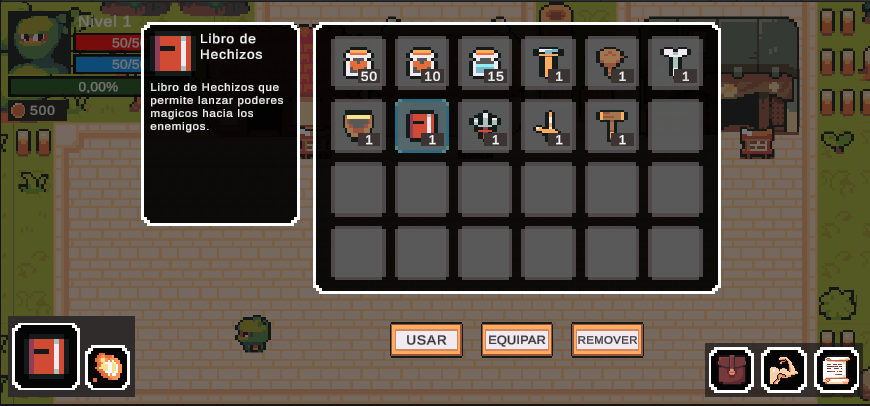 Nivel 1
50/5
50/5
0,00%
500
Libro de
Hechizos
Libro de Hechizos que
permite lanzar poderes
magicos hacia los
enemigos.
50
10
15
1
1
1
1
1
1
1
1
USAR
EQUIPAR
REMOVER